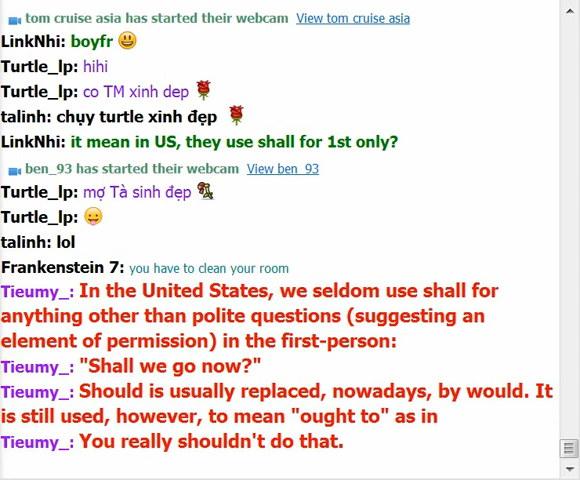 tom cruise asia has started their webcam View tom cruise asia
LinkNhi: boyfr
Turtle_lp: hihi
Turtle_lp: co TM xinh dep
talinh: chụy turtle xinh đẹp
LinkNhi: it mean in US, they use shall for 1st only?
ben_93 has started their webcam View ben_93
Turtle_lp: mợ Tà sinh đẹp
Turtle_lp:
talinh: lol
Frankenstein 7: you have to clean your room
Tieumy_: In the United States, we seldom use shall for
anything other than polite questions (suggesting an
element of permission) in the first-person:
Tieumy_: "Shall we go now?"
Tieumy_: Should is usually replaced, nowadays, by would. It
is still used, however, to mean "ought to" as in
Tieumy_: You really shouldn't do that.